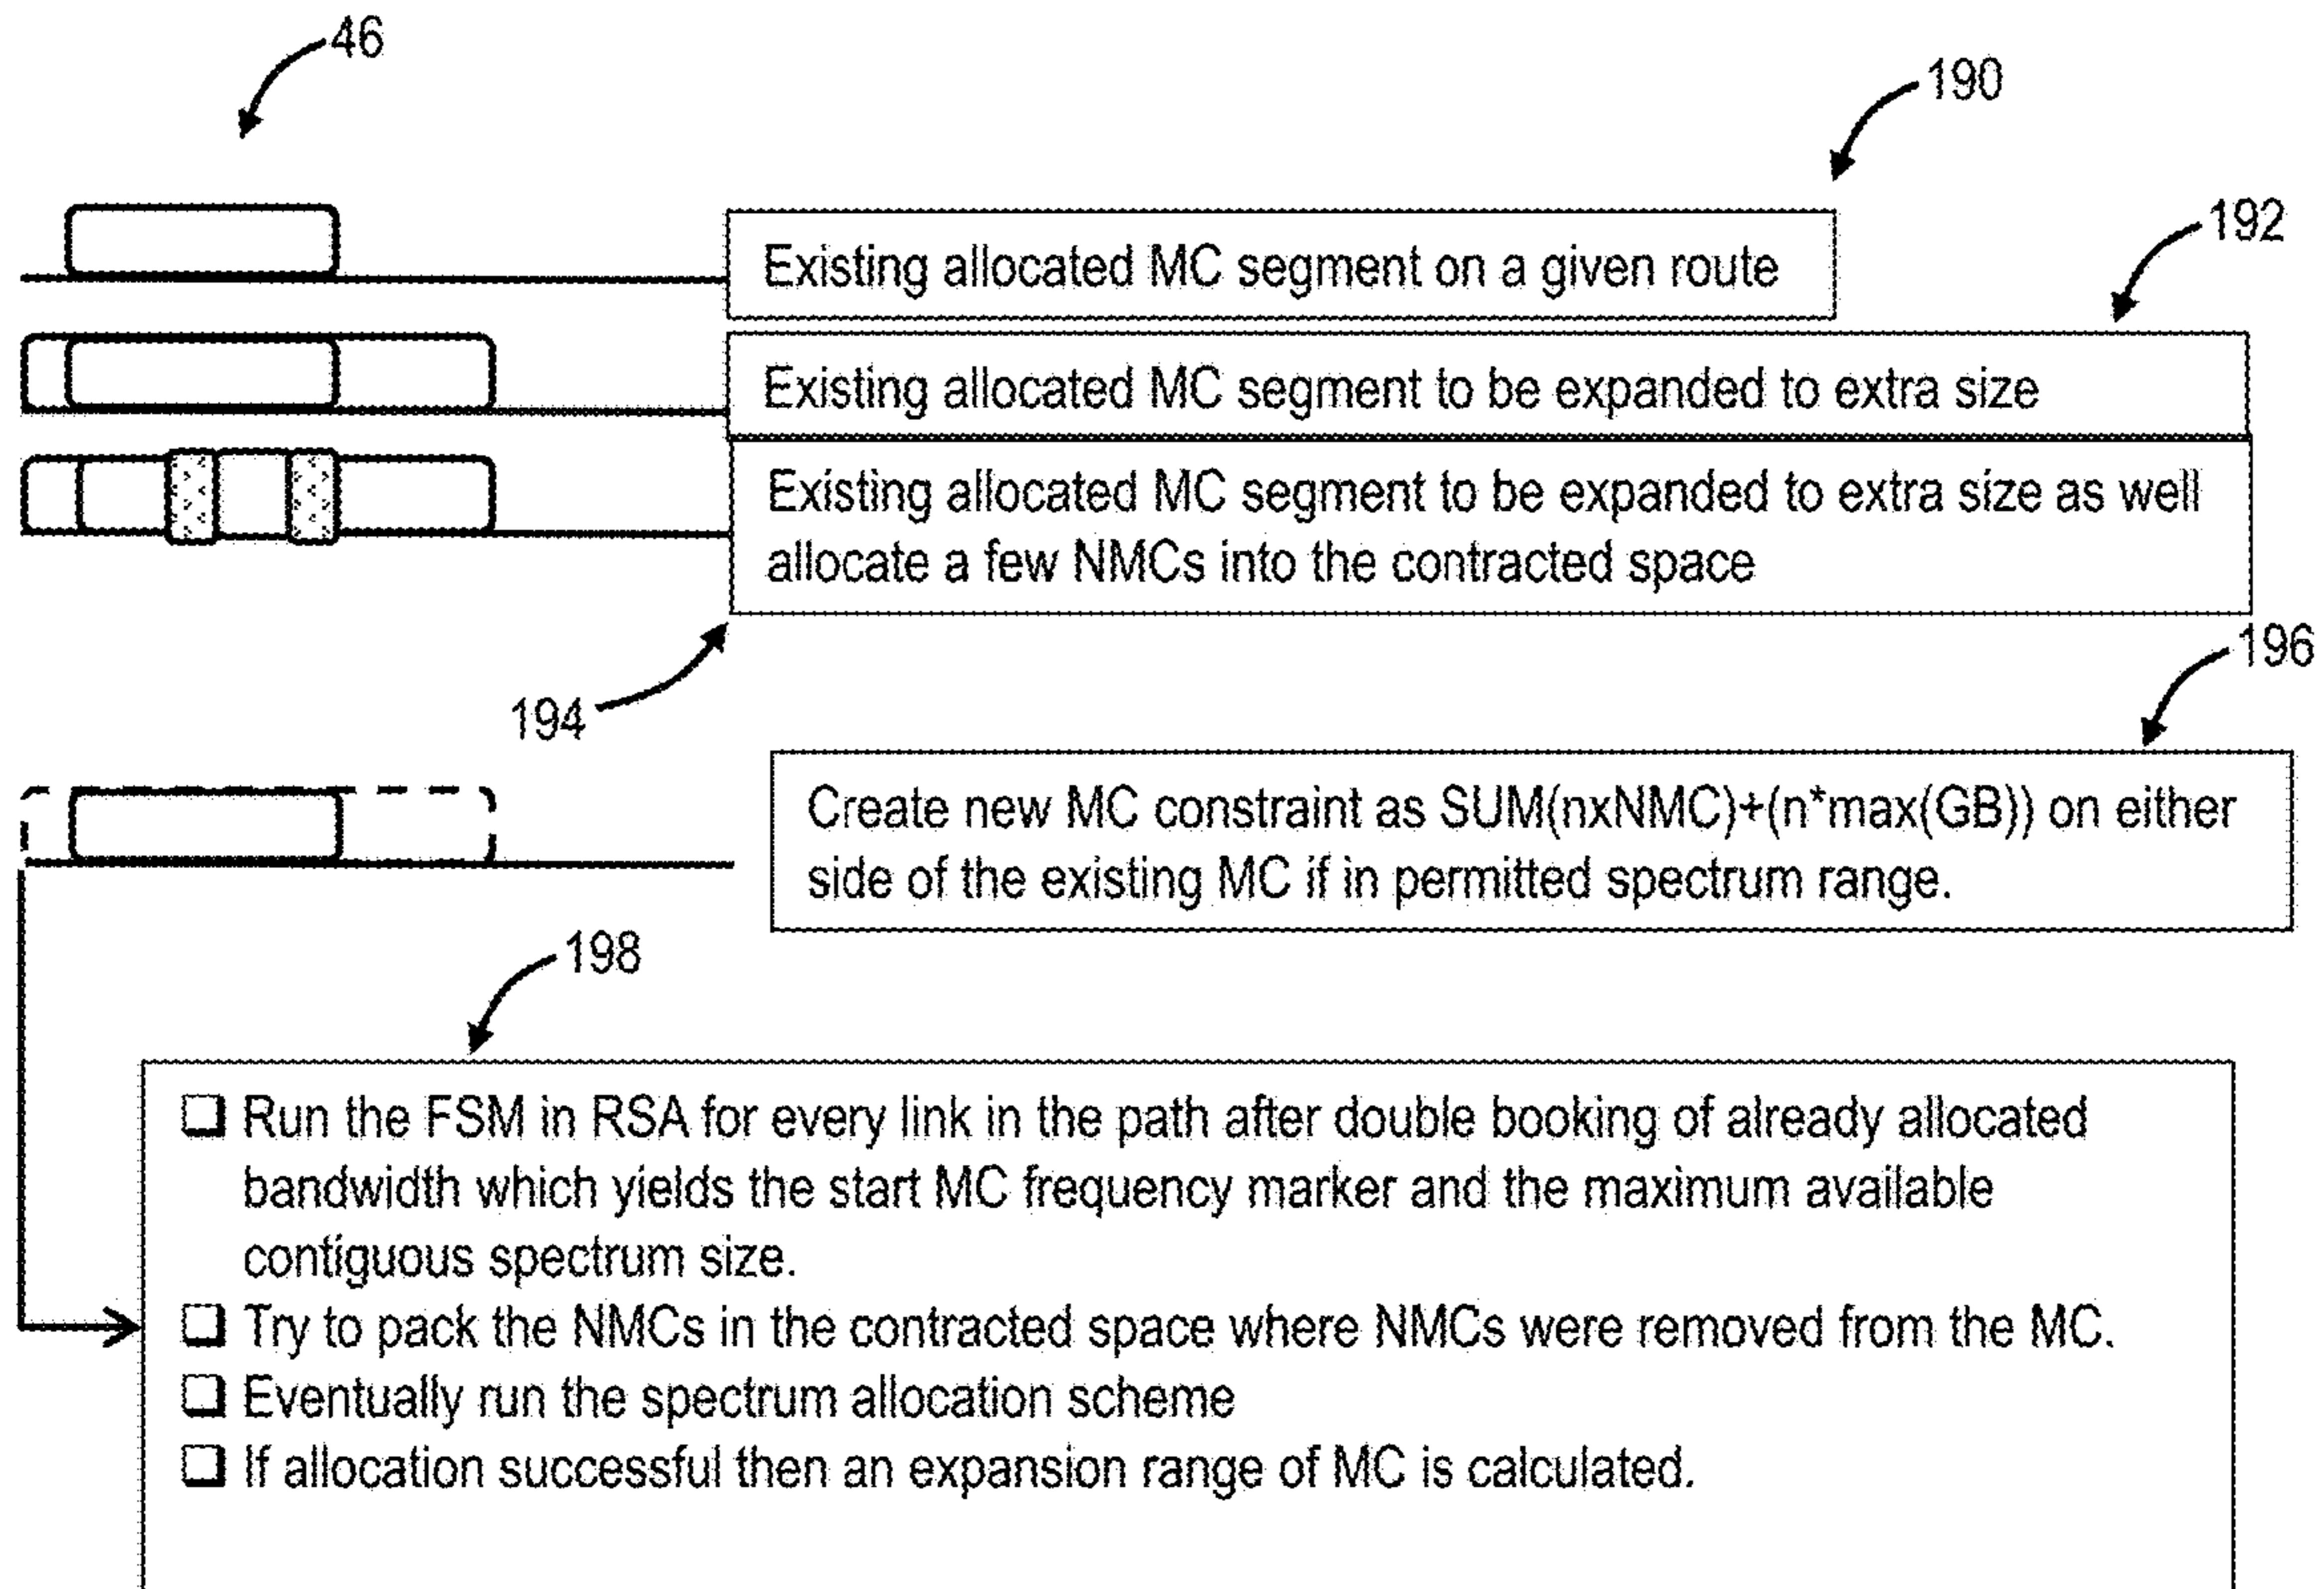 46
190
192
Existing allocated MC segment on a given route
Existing allocated MC segment to be expanded to extra size
Existing allocated MC segment to be expanded to extra size as well
allocate a few NMCs into the contracted space
194
196
Create new MC constraint as SUM(nxNMC)+(n*max(GB)) on either
side of the existing MC if in permitted spectrum range.
198
❑ Run the FSM in RSA for every link in the path after double booking of already allocated
bandwidth which yields the start MC frequency marker and the maximum available
contiguous spectrum size.
❑ Try to pack the NMCs in the contracted space where NMCs were removed from the MC.
❑ Eventually run the spectrum allocation scheme
❑ If allocation successful then an expansion range of MC is calculated.